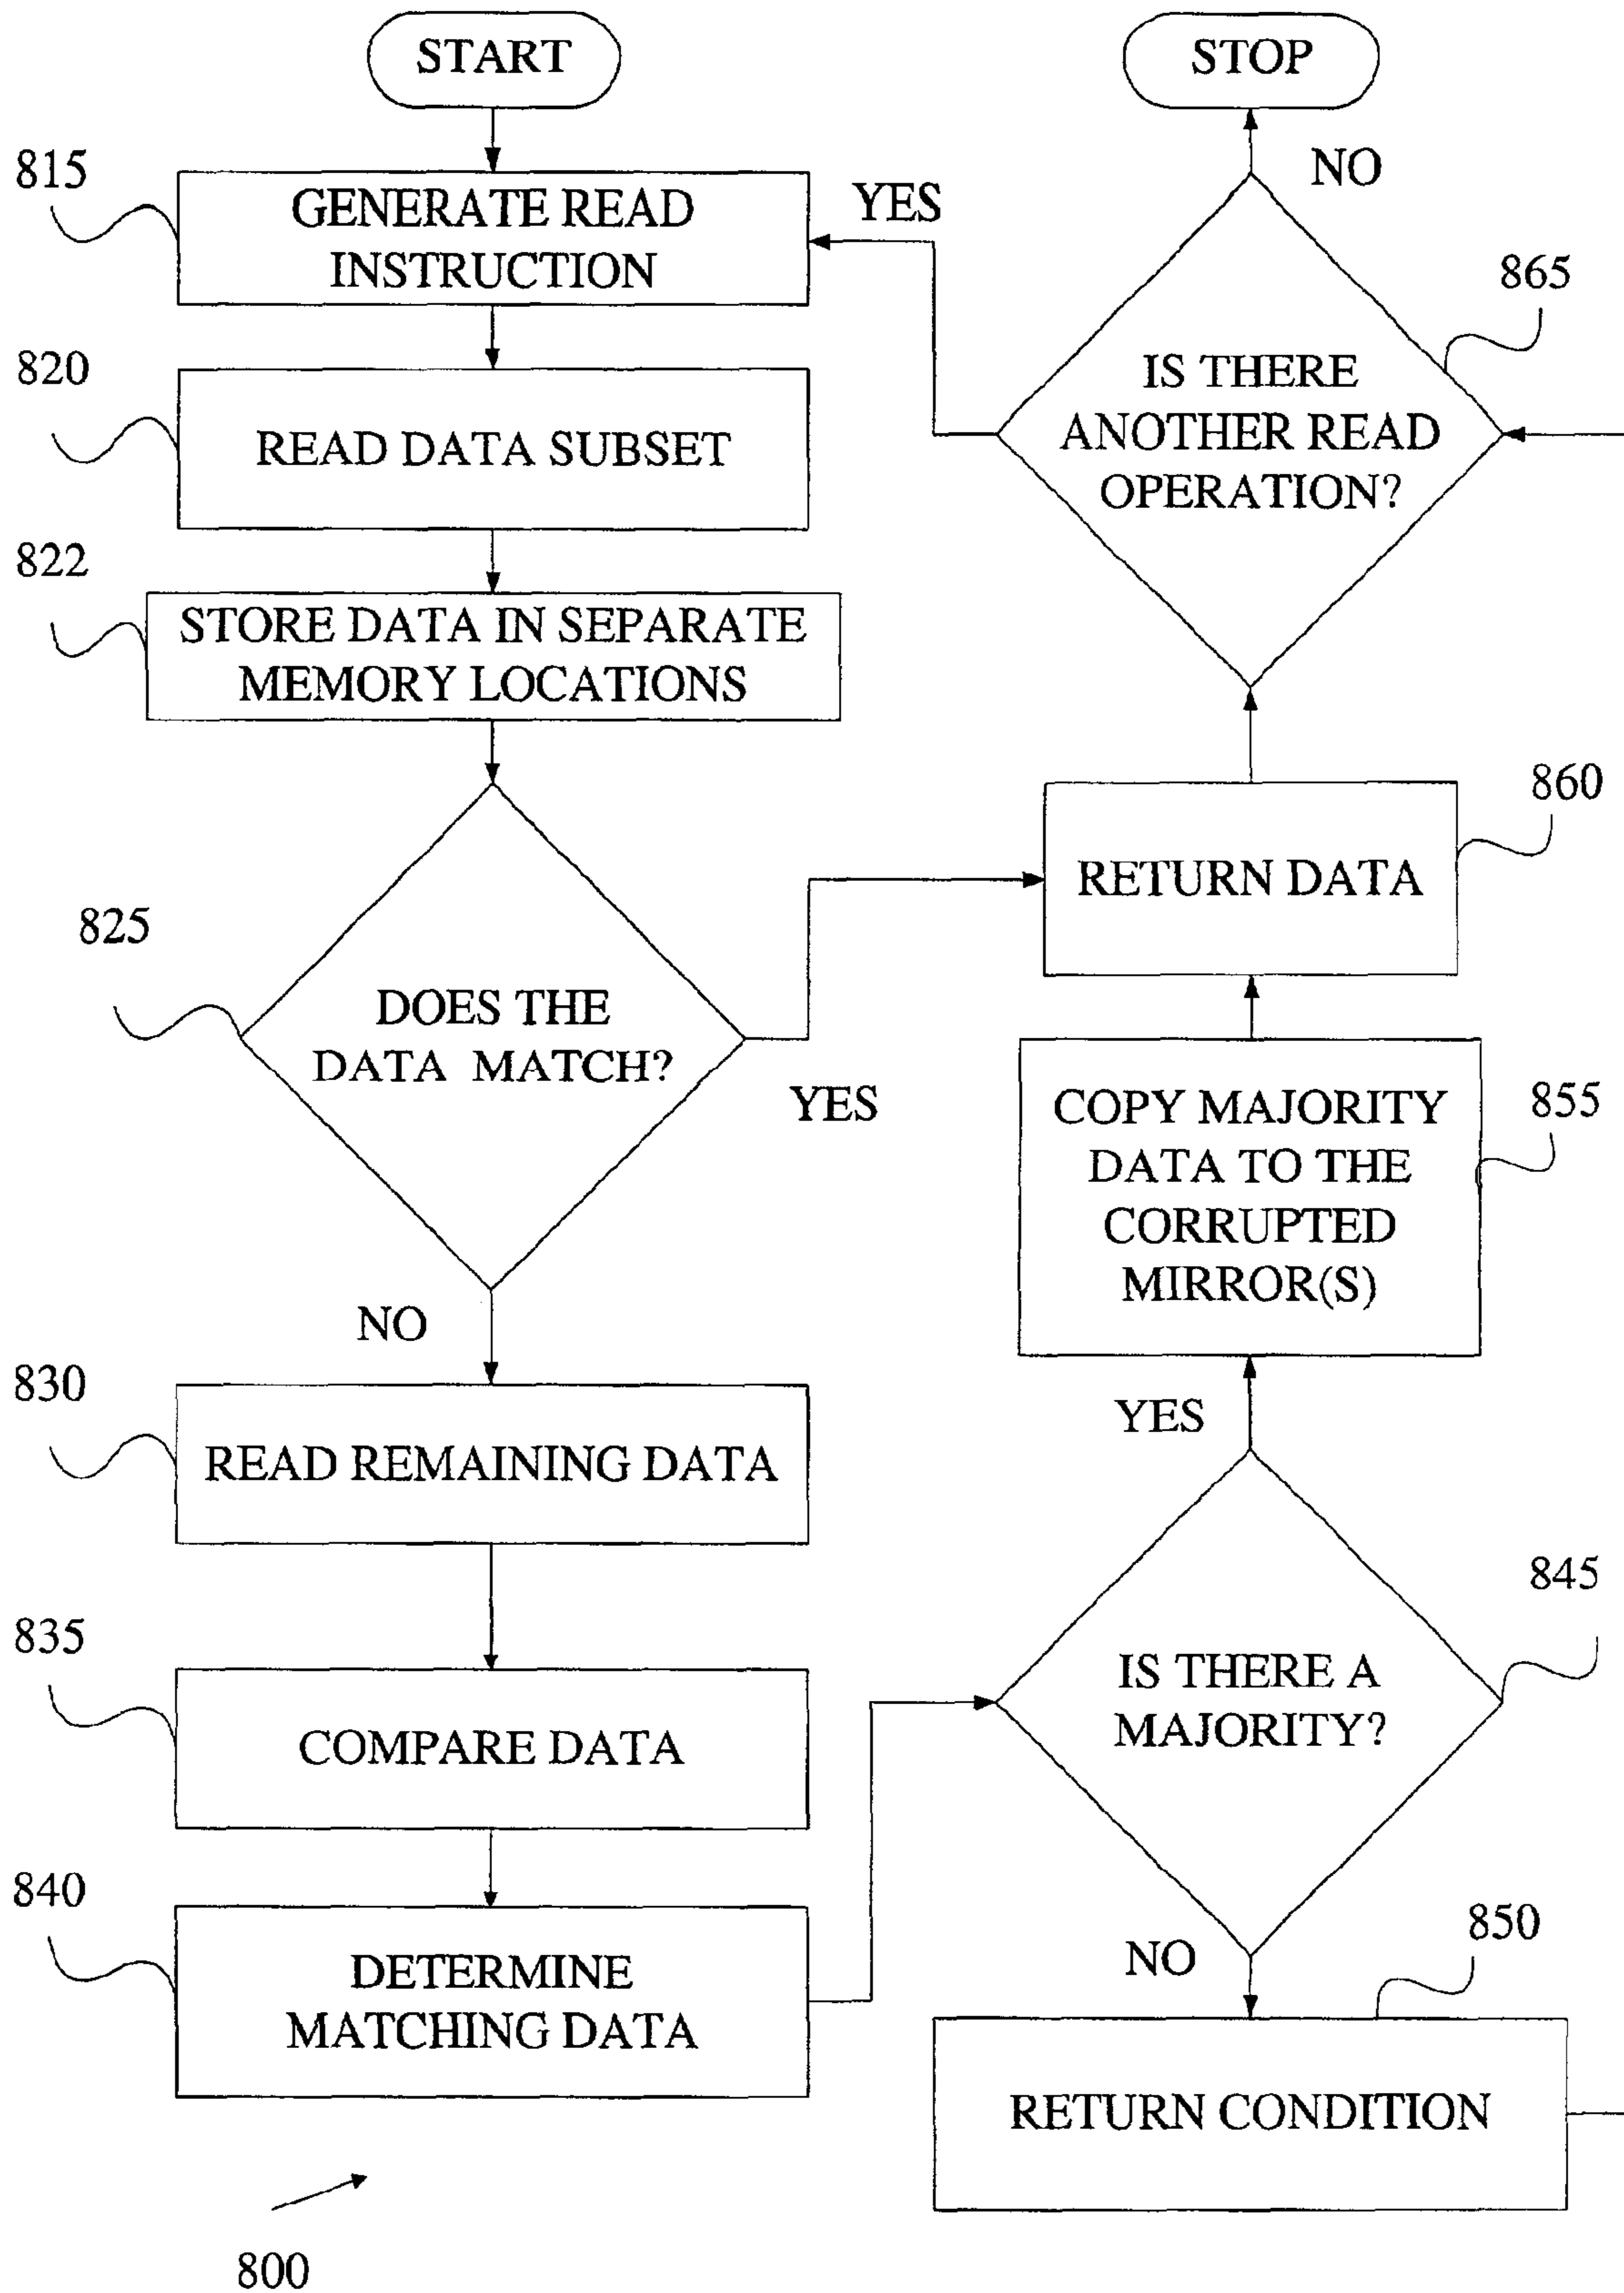 START
STOP
815
GENERATE READ
INSTRUCTION
YES
NO
865
820
READ DATA SUBSET
IS THERE
ANOTHER READ
OPERATION?
822
STORE DATA IN SEPARATE
MEMORY LOCATIONS
860
RETURN DATA
825
DOES THE
DATA MATCH?
YES
855
COPY MAJORITY
DATA TO THE
CORRUPTED
MIRROR(S)
NO
830
READ REMAINING DATA
YES
845
IS THERE A
MAJORITY?
835
COMPARE DATA
840
DETERMINE
MATCHING DATA
NO
850
RETURN CONDITION
800